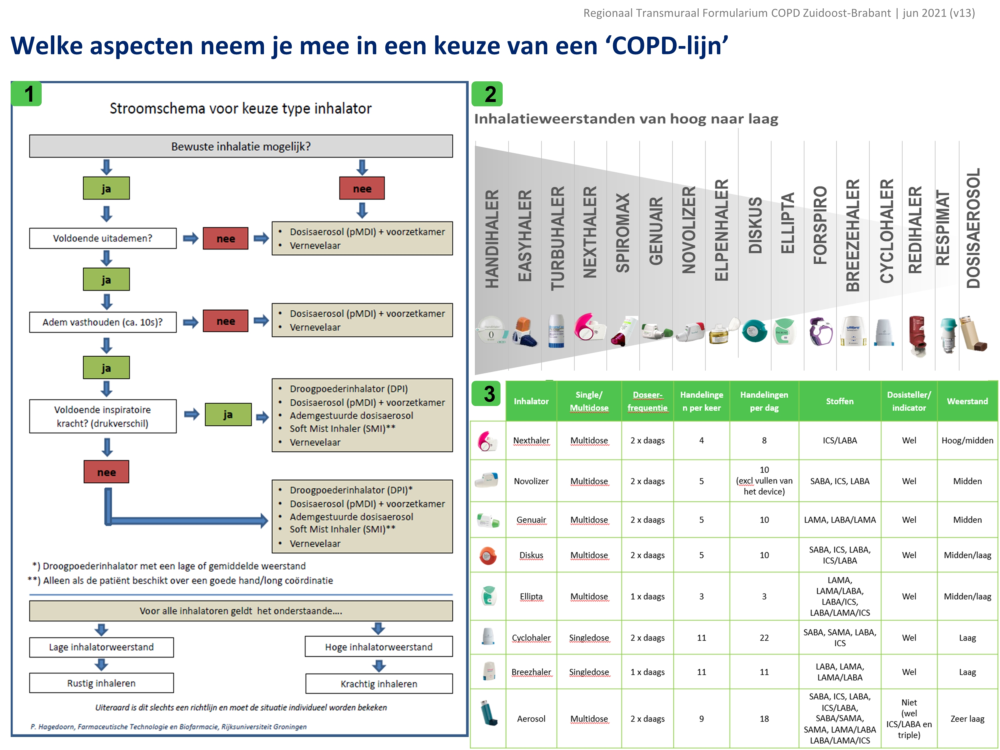 Regionaal Transmuraal Formularium COPD Zuidoost-Brabant | jun 2021 (v13)
Welke aspecten neem je mee in een keuze van een ‘COPD-lijn’
1
Stroomschema voor keuze type inhalator
Bewuste inhalatie mogelijk?
ja
nee
Voldoende uitademen?
nee
• Dosisaerosol (pMDI) + voorzetkamer
• Vernevelaar
ja
Adem vasthouden (ca. 10s)?
nee
• Dosisaerosol (pMDI) + voorzetkamer
• Vernevelaar
ja
Voldoende inspiratoire
kracht? (drukverschil)
ja
• Droogpoederinhalator (DPI)
• Dosisaerosol (pMDI) + voorzetkamer
• Ademgestuurde dosisaerosol
• Soft Mist Inhaler (SMI)**
• Vernevelaar
nee
• Droogpoederinhalator (DPI)*
• Dosisaerosol (pMDI) + voorzetkamer
• Ademgestuurde dosisaerosol
• Soft Mist Inhaler (SMI)**
• Vernevelaar
*) Droogpoederinhalator met een lage of gemiddelde weerstand
**) Alleen als de patiënt beschikt over een goede hand/long coördinatie
Voor alle inhalatoren geldt het onderstaande....
Lage inhalatorweerstand
Hoge inhalatorweerstand
Rustig inhaleren
Krachtig inhaleren
Uiteraard is dit slechts een richtlijn en moet de situatie individueel worden bekeken
P. Hagedoorn, Farmaceutische Technologie en Biofarmacie, Rijksuniversiteit Groningen
2
Inhalatieweerstanden van hoog naar laag
HANDIHALER
EASYHALER
TURBUHALER
NEXTHALER
SPIROMAX
GENUAIR
NOVOLIZER
ELPENHALER
DISKUS
ELLIPTA
FORSPIRO
BREEZEHALER
CYCLOHALER
REDIHALER
RESPIMAT
DOSISAEROSOL
ultibro
3
Inhalator
Single/
Multidose
Doseer-
frequentie
Handelinge
n per keer
Handelingen
per dag
Stoffen
Dosisteller/
indicator
Weerstand
Nexthaler
Multidose
2 x daags
4
8
ICS/LABA
Wel
Hoog/midden
Novolizer
Multidose
2 x daags
5
10
(excl vullen van
het device)
SABA, ICS, LABA
Wel
Midden
Genuair
Multidose
2 x daags
5
10
LAMA, LABA/LAMA
Wel
Midden
Diskus
Multidose
2 x daags
5
10
SABA, ICS, LABA,
ICS/LABA
Wel
Midden/laag
Ellipta
Multidose
1 x daags
3
3
LAMA,
LAMA/LABA,
LABA/ICS,
LABA/LAMA/ICS
Wel
Midden/laag
Cyclohaler
Singledose
2 x daags
11
22
SABA, SAMA, LABA,
ICS
Wel
Laag
Breezhaler
Singledose
1 x daags
11
11
LABA, LAMA,
LAMA/LABA
Wel
Laag
Aerosol
Multidose
2 x daags
9
18
SABA, ICS, LABA,
ICS/LABA,
SABA/SAMA,
SAMA, LAMA/LABA
LABA/LAMA/ICS
Niet
(wel
ICS/LABA en
triple)
Zeer laag